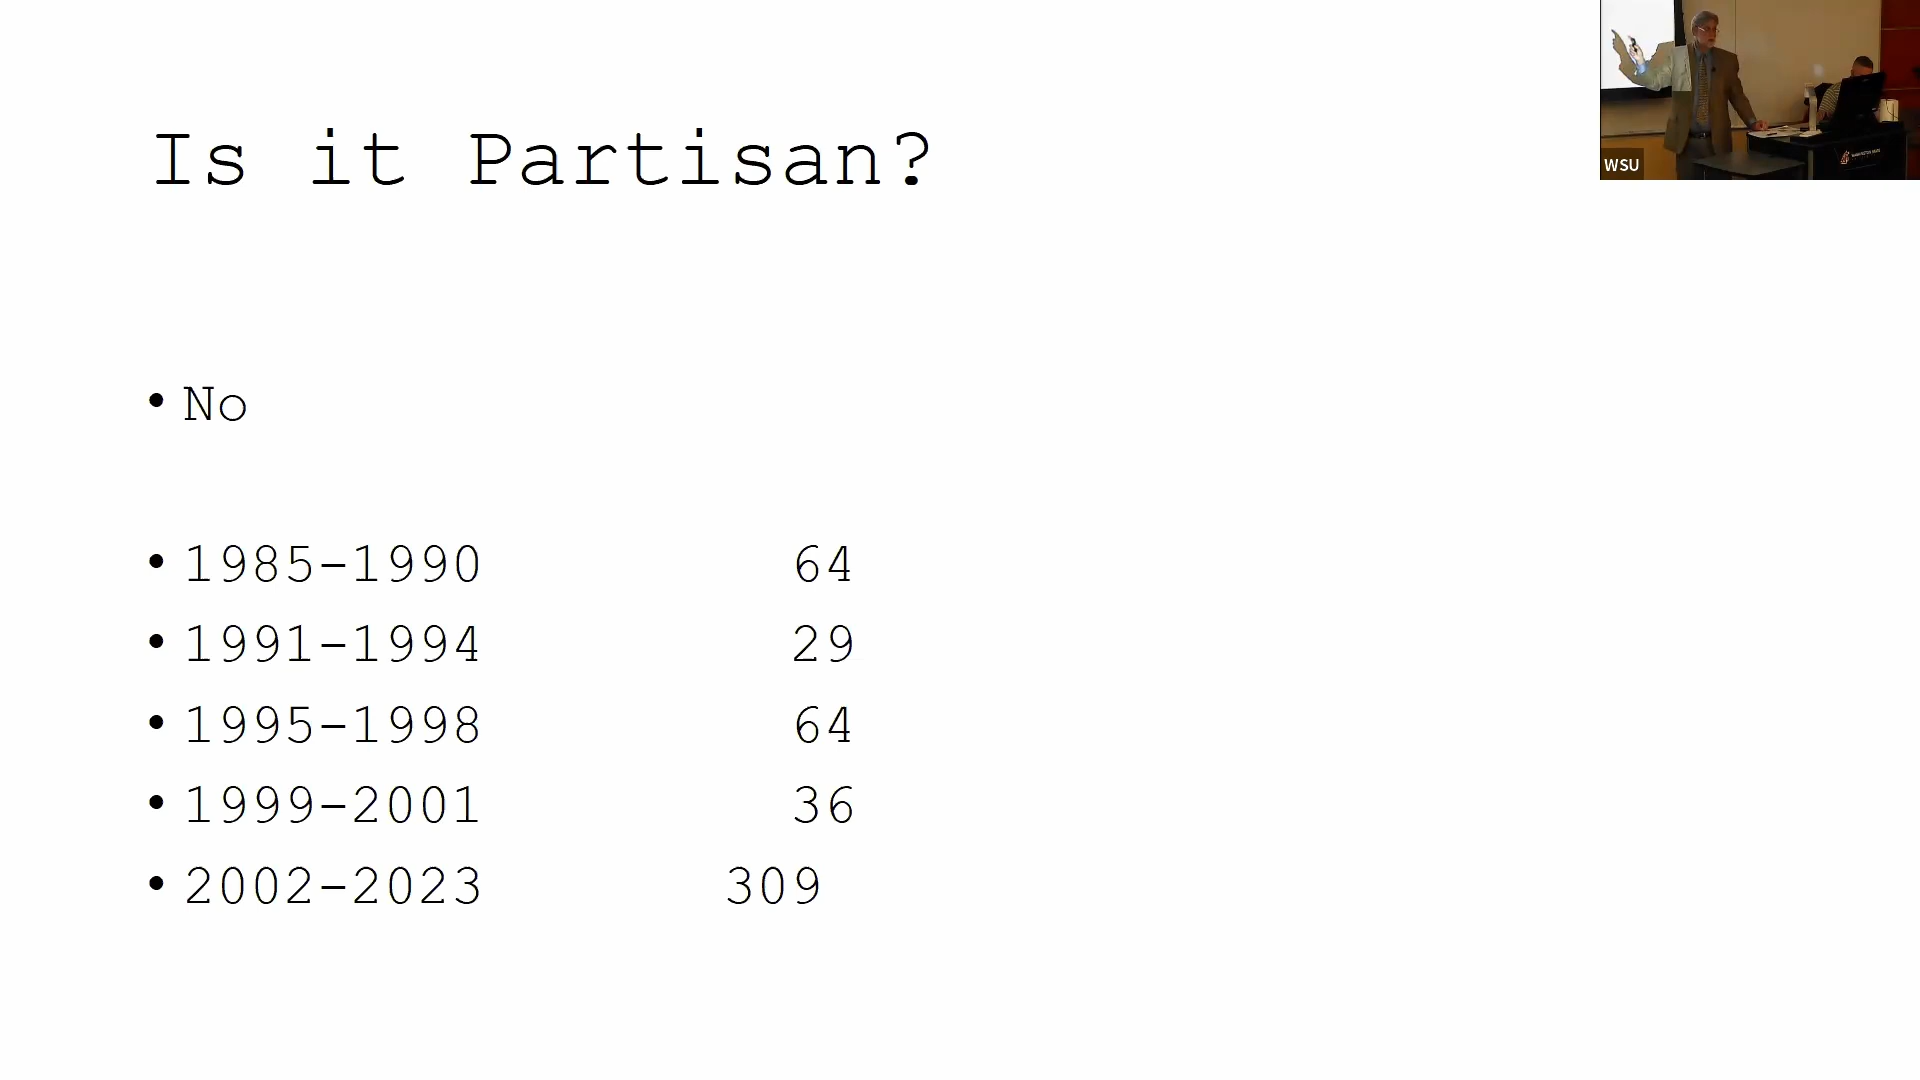 Is it Partisan?
WSU
• No
• 1985-1990 64
• 1991-1994 29
• 1995-1998 64
• 1999-2001 36
• 2002-2023 309